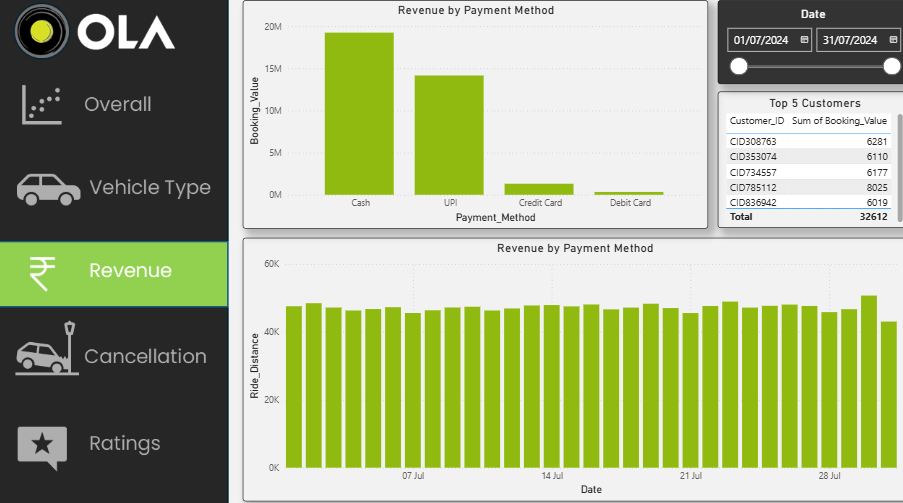 OLA
Overall
Vehicle Type
₹
Revenue
Cancellation
Ratings
Revenue by Payment Method
20M
15M
10M
5M
0M
Booking_Value
Cash UPI Credit Card Debit Card
Payment_Method
Date
01/07/2024 31/07/2024
Top 5 Customers
Customer_ID Sum of Booking_Value
CID308763 6281
CID353074 6110
CID734557 6177
CID785112 8025
CID836942 6019
Total 32612
Revenue by Payment Method
60K
40K
20K
0K
Ride_Distance
07 Jul 14 Jul 21 Jul 28 Jul
Date